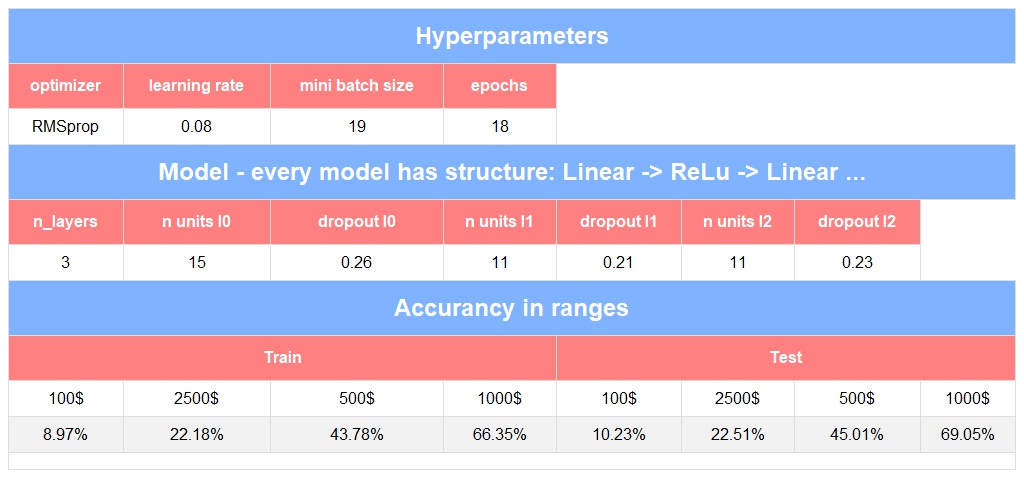 Hyperparameters
optimizer learning rate mini batch size epochs
RMSprop 0.08 19 18
Model - every model has structure: Linear -> ReLu -> Linear ...
n_layers n units l0 dropout l0 n units l1 dropout l1 n units l2 dropout l2
3 15 0.26 11 0.21 11 0.23
Accurancy in ranges
Train Test
100$ 2500$ 500$ 1000$ 100$ 2500$ 500$ 1000$
8.97% 22.18% 43.78% 66.35% 10.23% 22.51% 45.01% 69.05%